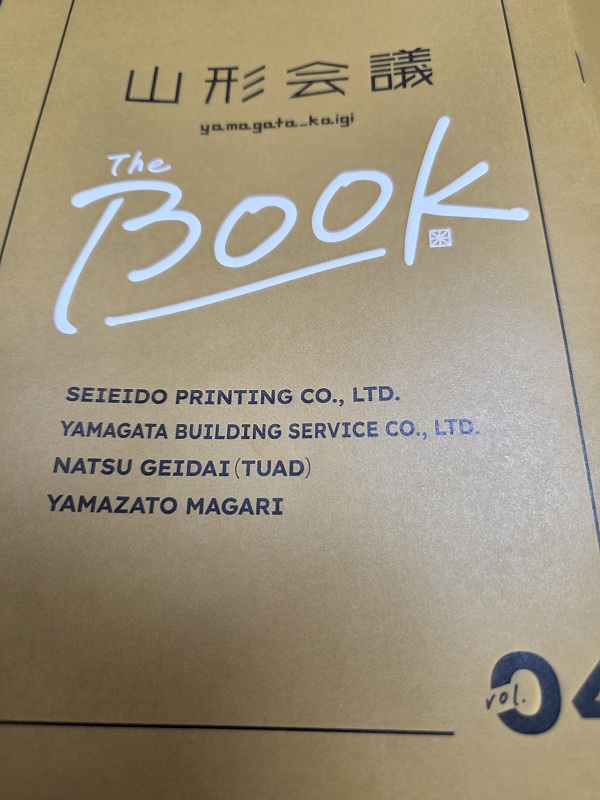 山形会議
yamagata_kaigi
The
Book
SEIEIDO PRINTING CO., LTD.
YAMAGATA BUILDING SERVICE CO., LTD.
NATSU GEIDAI (TUAD)
YAMAZATO MAGARI
vol. 04